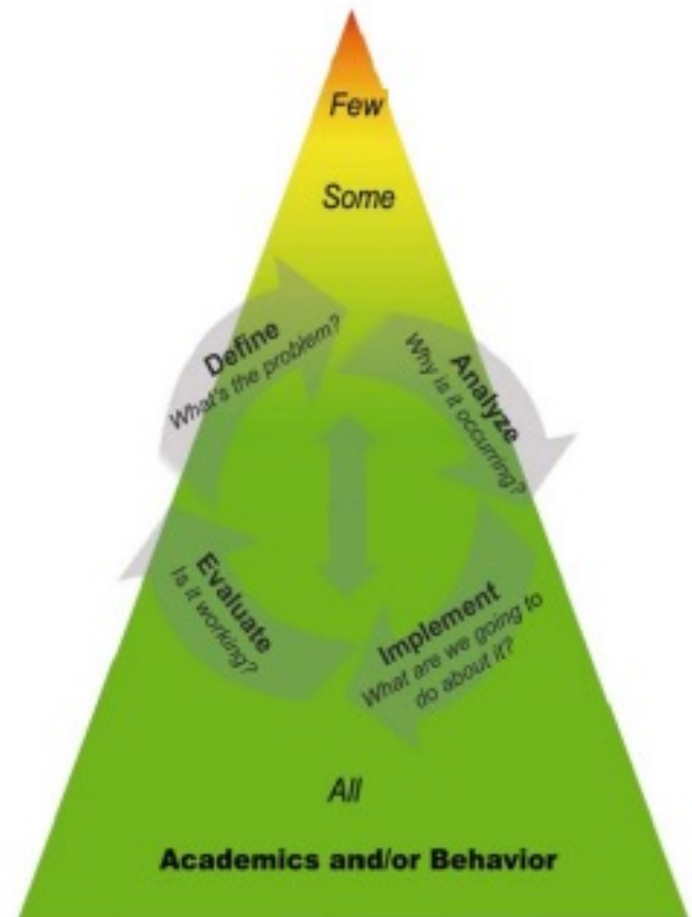 Few
Some
Define
What's the problem?
Analyze
Why is it occurring?
Implement
What are we going to
do about it?
Evaluate
Is it working?
All
Academics and/or Behavior